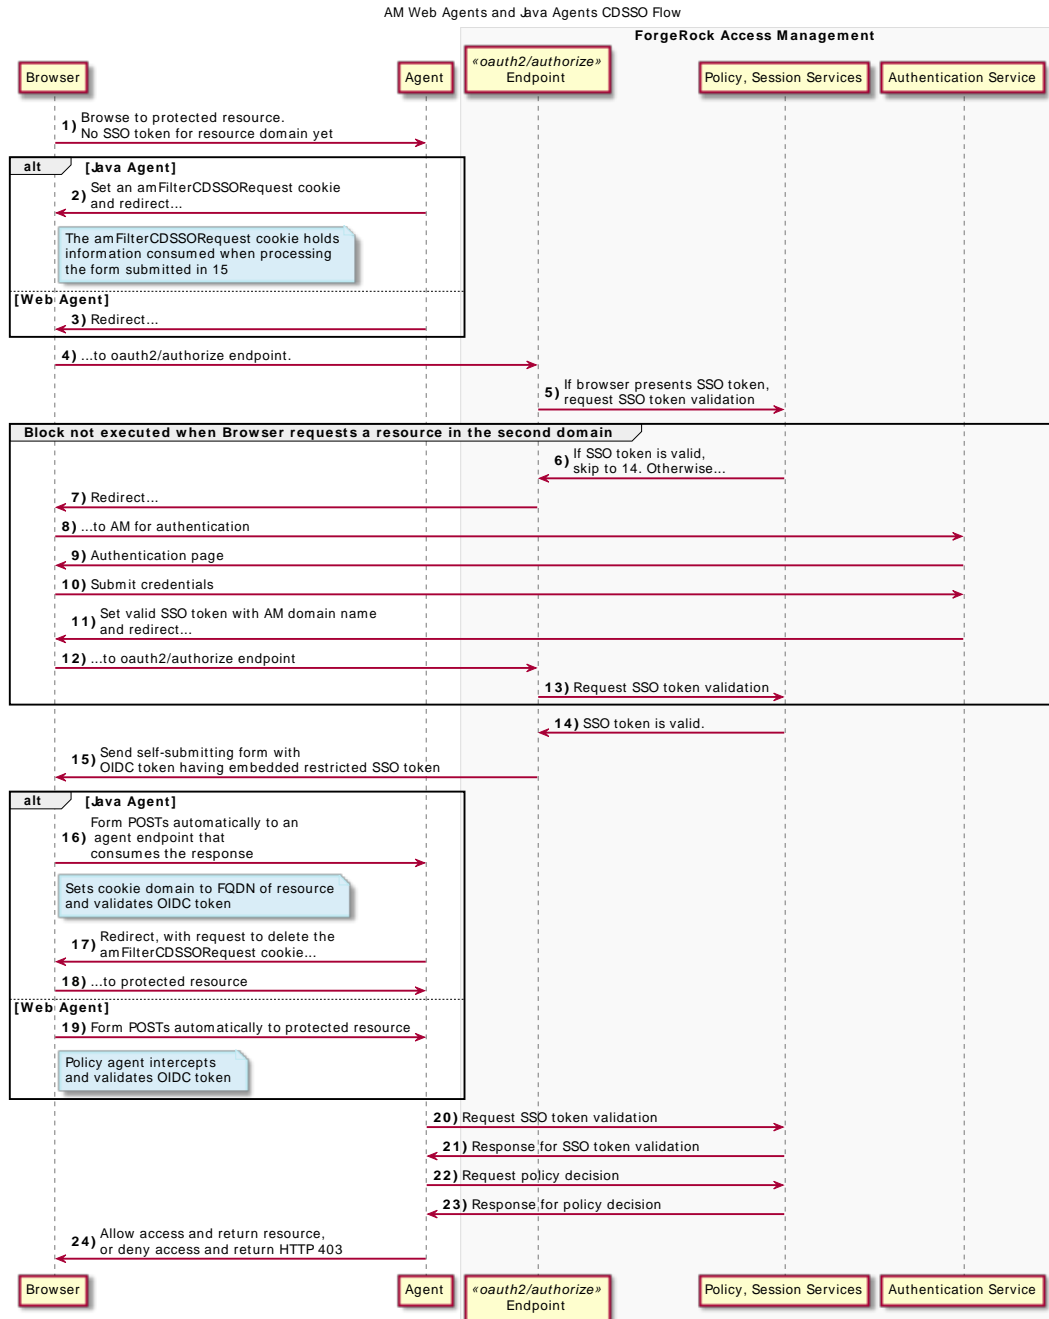 AM Web Agents and Java Agents CDSSO Flow
ForgeRock Access Management
Browser
Agent
«oauth2/authorize»
Endpoint
Policy, Session Services
Authentication Service
1) Browse to protected resource.
No SSO token for resource domain yet
alt [Java Agent]
2) Set an amFilterCDSSORequest cookie
and redirect...
The amFilterCDSSORequest cookie holds
information consumed when processing
the form submitted in 15
[Web Agent]
3) Redirect...
4) ...to oauth2/authorize endpoint.
5) If browser presents SSO token,
request SSO token validation
Block not executed when Browser requests a resource in the second domain
6) If SSO token is valid,
skip to 14. Otherwise...
7) Redirect...
8) ...to AM for authentication
9) Authentication page
10) Submit credentials
11) Set valid SSO token with AM domain name
and redirect...
12) ...to oauth2/authorize endpoint
13) Request SSO token validation
14) SSO token is valid.
15) Send self-submitting form with
OIDC token having embedded restricted SSO token
alt [Java Agent]
16) Form POSTs automatically to an
agent endpoint that
consumes the response
Sets cookie domain to FQDN of resource
and validates OIDC token
17) Redirect, with request to delete the
amFilterCDSSORequest cookie...
18) ...to protected resource
[Web Agent]
19) Form POSTs automatically to protected resource
Policy agent intercepts
and validates OIDC token
20) Request SSO token validation
21) Response for SSO token validation
22) Request policy decision
23) Response for policy decision
24) Allow access and return resource,
or deny access and return HTTP 403
Browser
Agent
«oauth2/authorize»
Endpoint
Policy, Session Services
Authentication Service